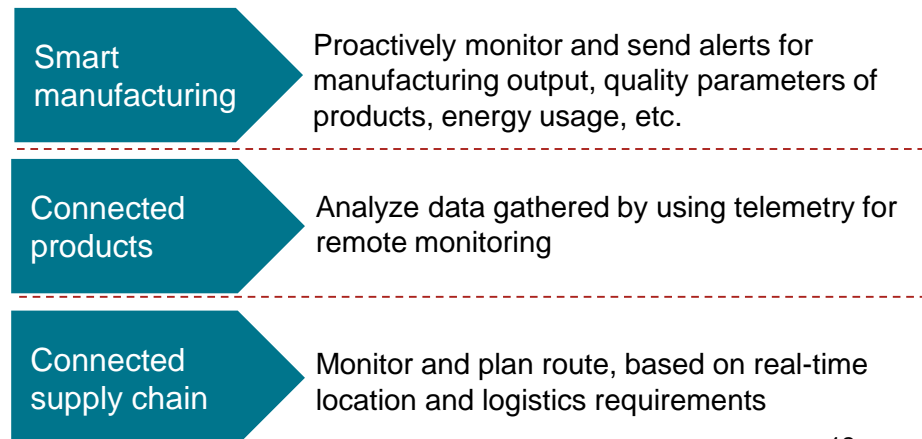 Smart
manufacturing
Proactively monitor and send alerts for
manufacturing output, quality parameters of
products, energy usage, etc.
Connected
products
Analyze data gathered by using telemetry for
remote monitoring
Connected
supply chain
Monitor and plan route, based on real-time
location and logistics requirements